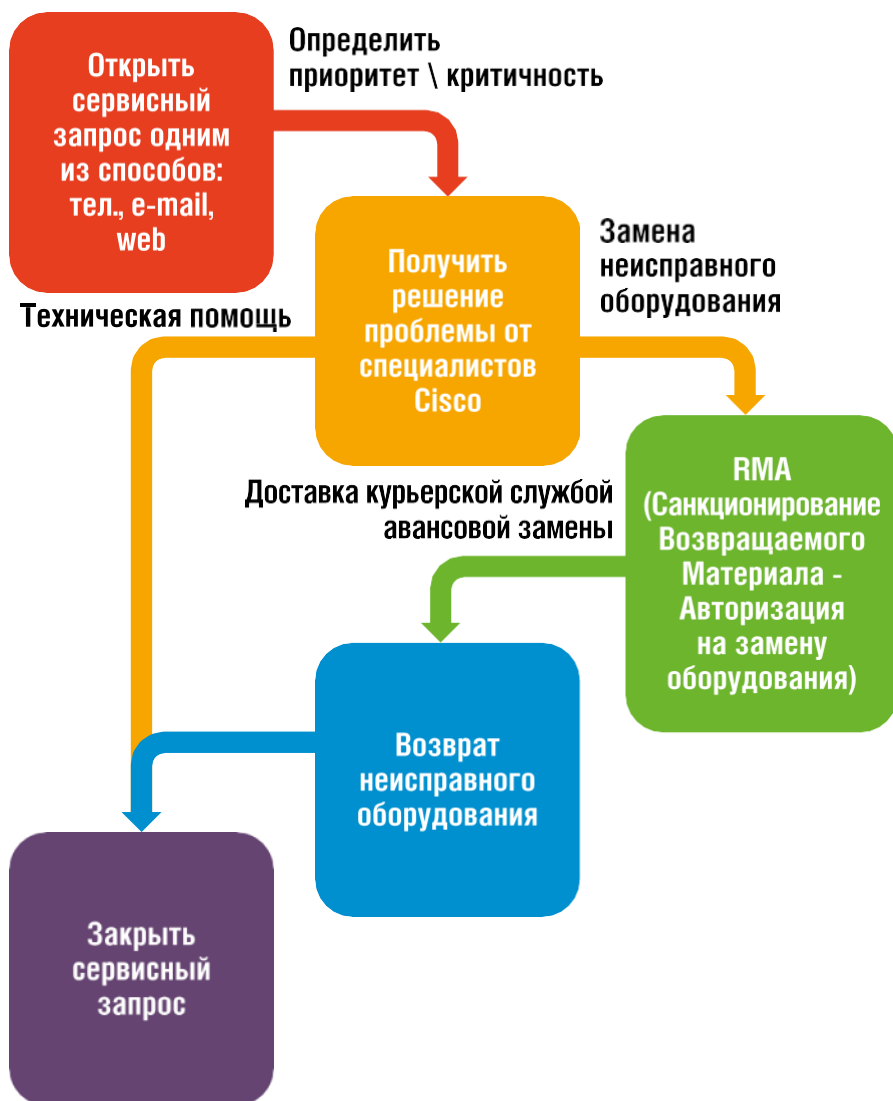 Открыть
сервисный
запрос одним
из способов:
тел., e-mail,
web
Определить
приоритет \ критичность
Получить
решение
проблемы от
специалистов
Cisco
Замена
неисправного
оборудования
Техническая помощь
RMA
(Санкционирование
Возвращаемого
Материала -
Авторизация
на замену
оборудования)
Доставка курьерской службой
авансовой замены
Возврат
неисправного
оборудования
Закрыть
сервисный
запрос